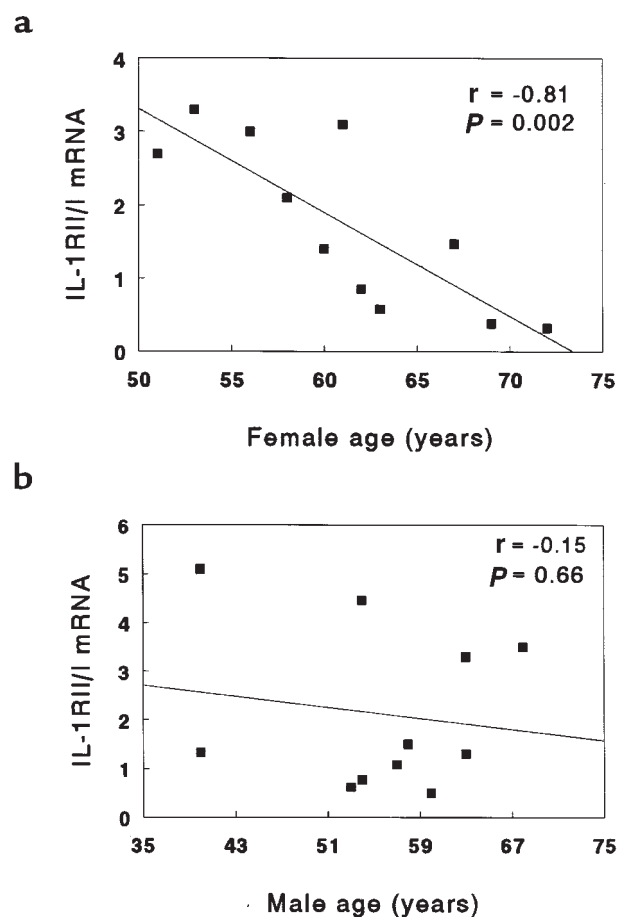 a
IL-1RII/I mRNA
4
3
2
1
0
r = -0.81
P = 0.002
50 55 60 65 70 75
Female age (years)
b
IL-1RII/I mRNA
6
5
4
3
2
1
0
r = -0.15
P = 0.66
35 43 51 59 67 75
Male age (years)